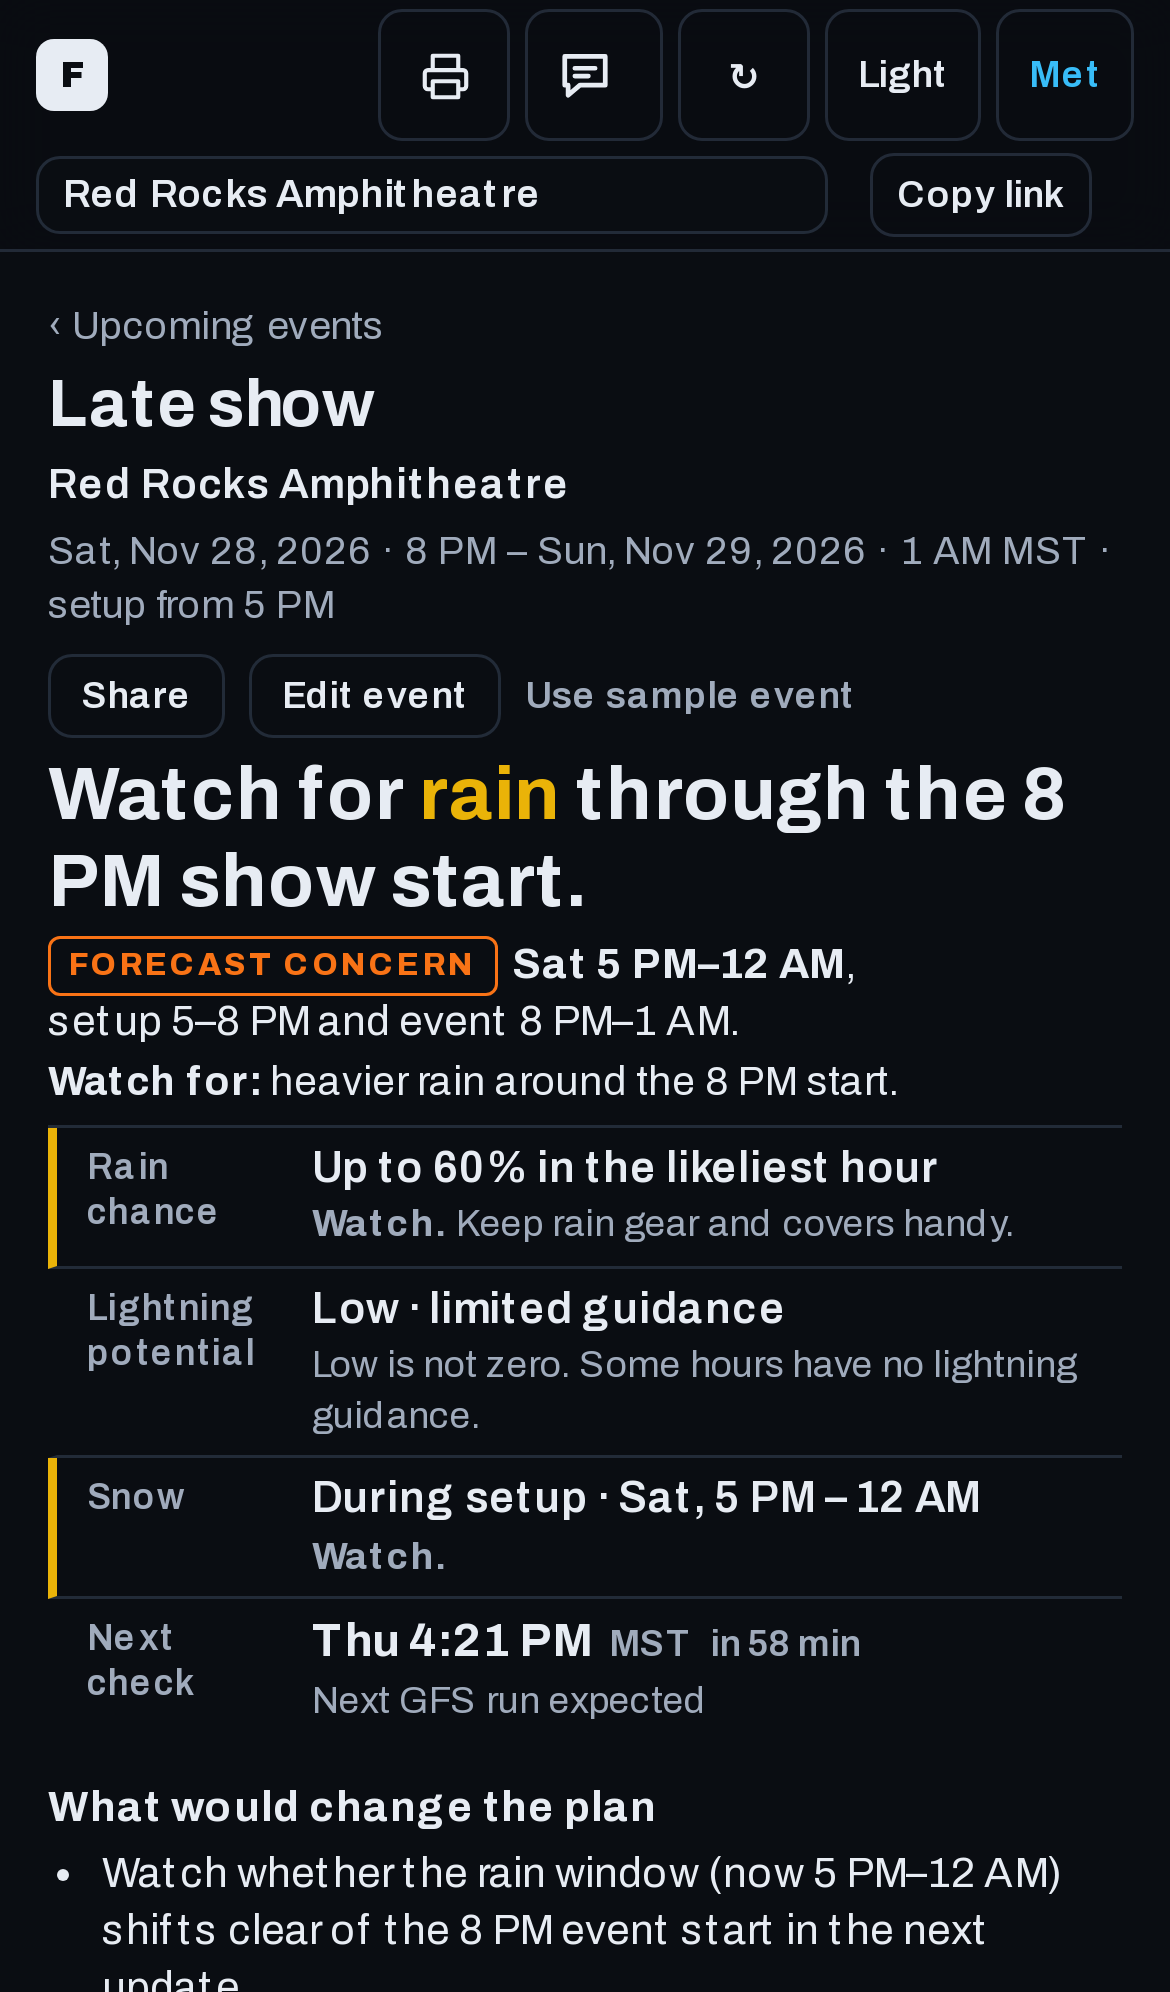 F
↻
Light
Met
Red Rocks Amphitheatre
Copy link
‹ Upcoming events
Late show
Red Rocks Amphitheatre
Sat, Nov 28, 2026 · 8 PM – Sun, Nov 29, 2026 · 1 AM MST ·
setup from 5 PM
Share
Edit event
Use sample event
Watch for rain through the 8
PM show start.
FORECAST CONCERN Sat 5 PM–12 AM,
setup 5–8 PM and event 8 PM–1 AM.
Watch for: heavier rain around the 8 PM start.
Rain
chance
Up to 60% in the likeliest hour
Watch. Keep rain gear and covers handy.
Lightning
potential
Low · limited guidance
Low is not zero. Some hours have no lightning
guidance.
Snow
During setup · Sat, 5 PM – 12 AM
Watch.
Next
check
Thu 4:21 PM MST in 58 min
Next GFS run expected
What would change the plan
• Watch whether the rain window (now 5 PM–12 AM)
shifts clear of the 8 PM event start in the next
update